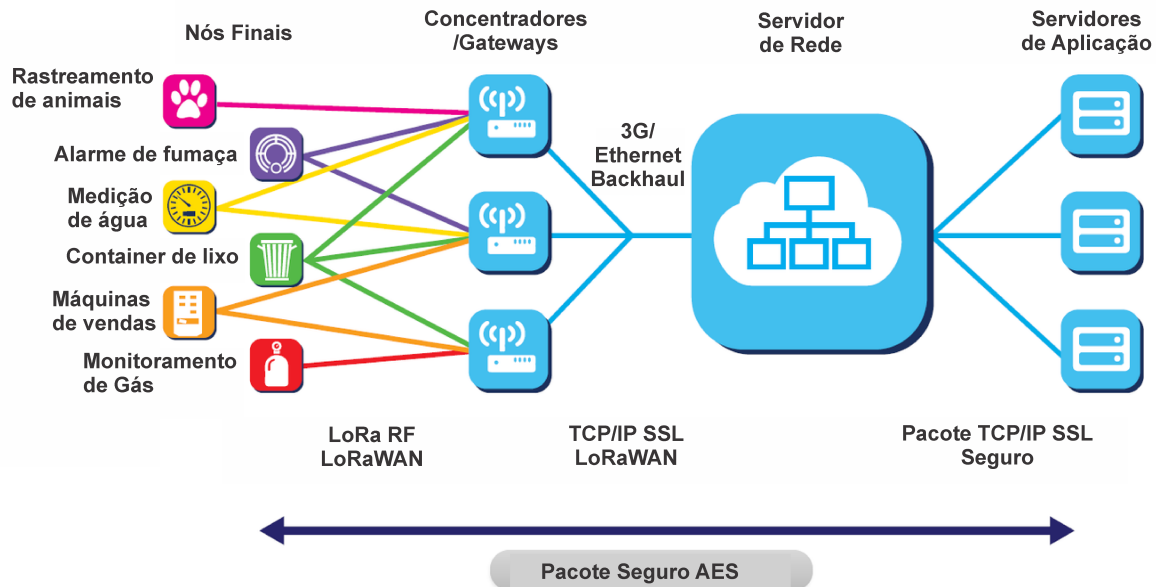 Nós Finais
Concentradores
/Gateways
Servidor
de Rede
Servidores
de Aplicação
Rastreamento
de animais
Alarme de fumaça
Medição
de água
Container de lixo
Máquinas
de vendas
Monitoramento
de Gás
3G/
Ethernet
Backhaul
LoRa RF
LoRaWAN
TCP/IP SSL
LoRaWAN
Pacote TCP/IP SSL
Seguro
Pacote Seguro AES